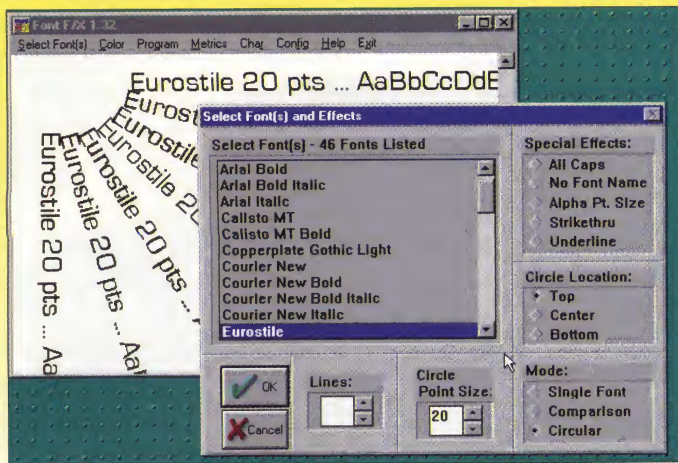 Font F/X 1.32
Select Font(s) Color Program Metrics Char Config Help Exit
Eurostile 20 pts ... AaBbCcDdE
Eurost
Eurostile
Eurostile 20
Eurostile 20 pts
Eurostile 20 pts ... A
Eurostile 20 pts ... Aal
Eurostile 20 pts ... Aa
Select Font(s) and Effects
Select Font(s) - 46 Fonts Listed
Arial Bold
Arial Bold Italic
Arial Italic
Calisto MT
Calisto MT Bold
Copperplate Gothic Light
Courier New
Courier New Bold
Courier New Bold Italic
Courier New Italic
Eurostile
Special Effects:
All Caps
No Font Name
Alpha Pt. Size
Strikethru
Underline
Circle Location:
Top
Center
Bottom
OK
Cancel
Lines:
Circle
Point Size:
20
Mode:
Single Font
Comparison
Circular